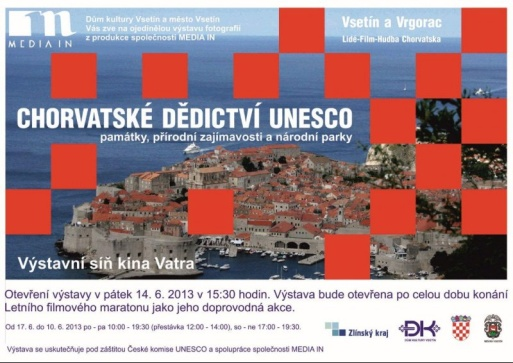 MEDIA IN
Dům kultury Vsetín a město Vsetín
Vás zve na ojedinělou výstavu fotografií
z produkce společnosti MEDIA IN
Vsetín a Vrgorac
Lidé-Film-Hudba Chorvatska
CHORVATSKÉ DĚDICTVÍ UNESCO
památky, přírodní zajímavosti a národní parky
Výstavní síň kina Vatra
Otevření výstavy v pátek 14. 6. 2013 v 15:30 hodin. Výstava bude otevřena po celou dobu konání
Letního filmového maratonu jako jeho doprovodná akce.
Od 17. 6. do 10. 6. 2013 po - pa 10:00 - 19:30 (přestávka 12:00 - 14:00), so - ne 17:00 - 19:30.
Zlínský kraj
DK
DŮM KULTURY VSETÍN
Výstava se uskutečňuje pod záštitou České komise UNESCO a spolupráce společnosti MEDIA IN